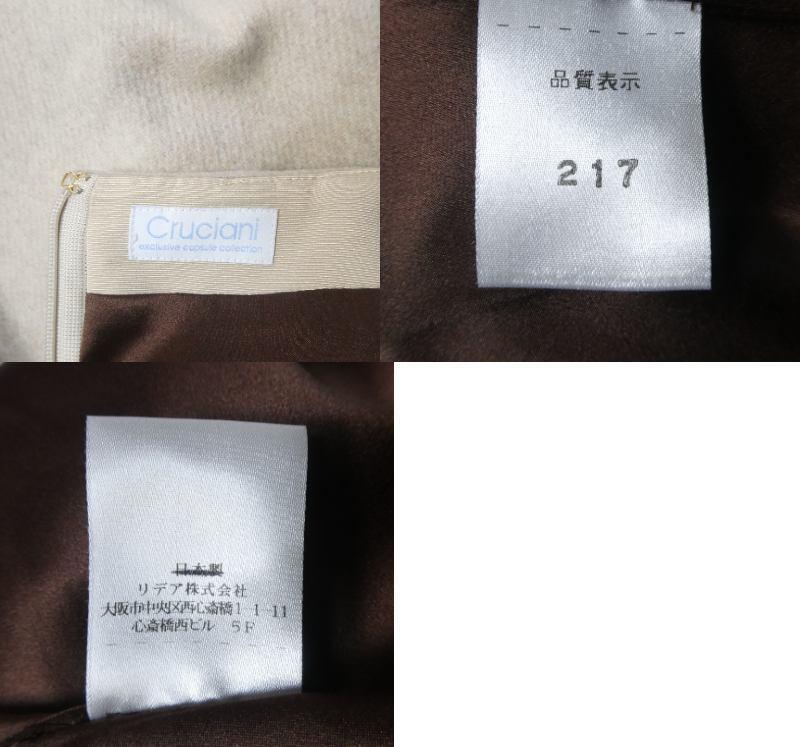 Cruciani
exclusive capsule collection
品質表示
217
日本製
リデア株式会社
大阪市中央区西心斎橋1-1-11
心斎橋西ビル 5F